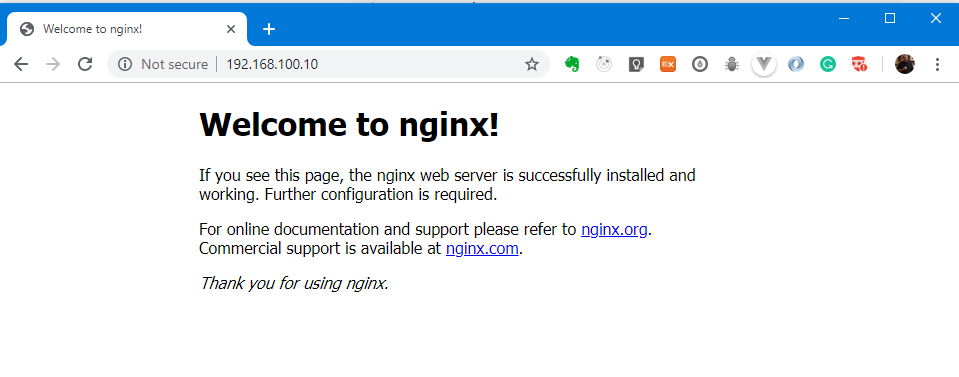 Welcome to nginx!
Not secure | 192.168.100.10
EX
Welcome to nginx!
If you see this page, the nginx web server is successfully installed and
working. Further configuration is required.
For online documentation and support please refer to nginx.org.
Commercial support is available at nginx.com.
Thank you for using nginx.